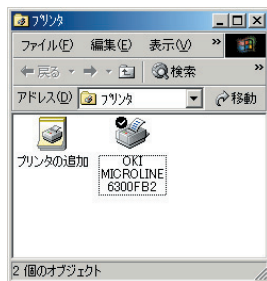 プリンタ
ファイル(F) 編集(E) 表示(V) »
戻る 検索 »
アドレス(D) プリンタ 移動
プリンタの追加
OKI
MICROLINE
6300FB2
2 個のオブジェクト